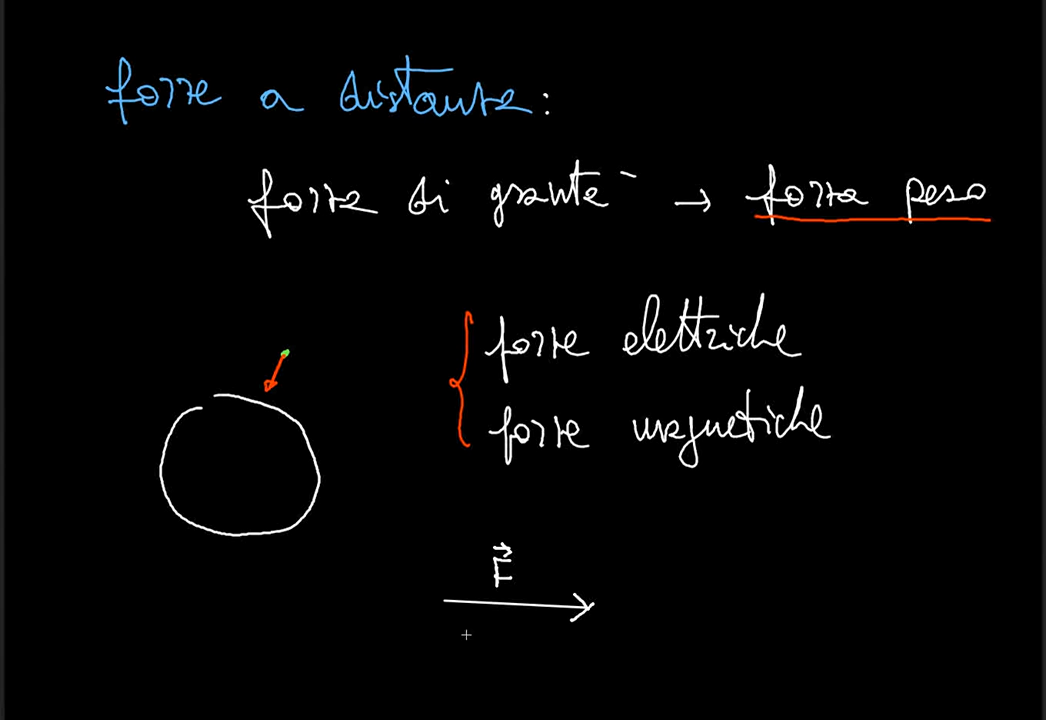 forze a distanza:
forze di gravità → forza peso
forze elettriche
forze magnetiche
F⃗